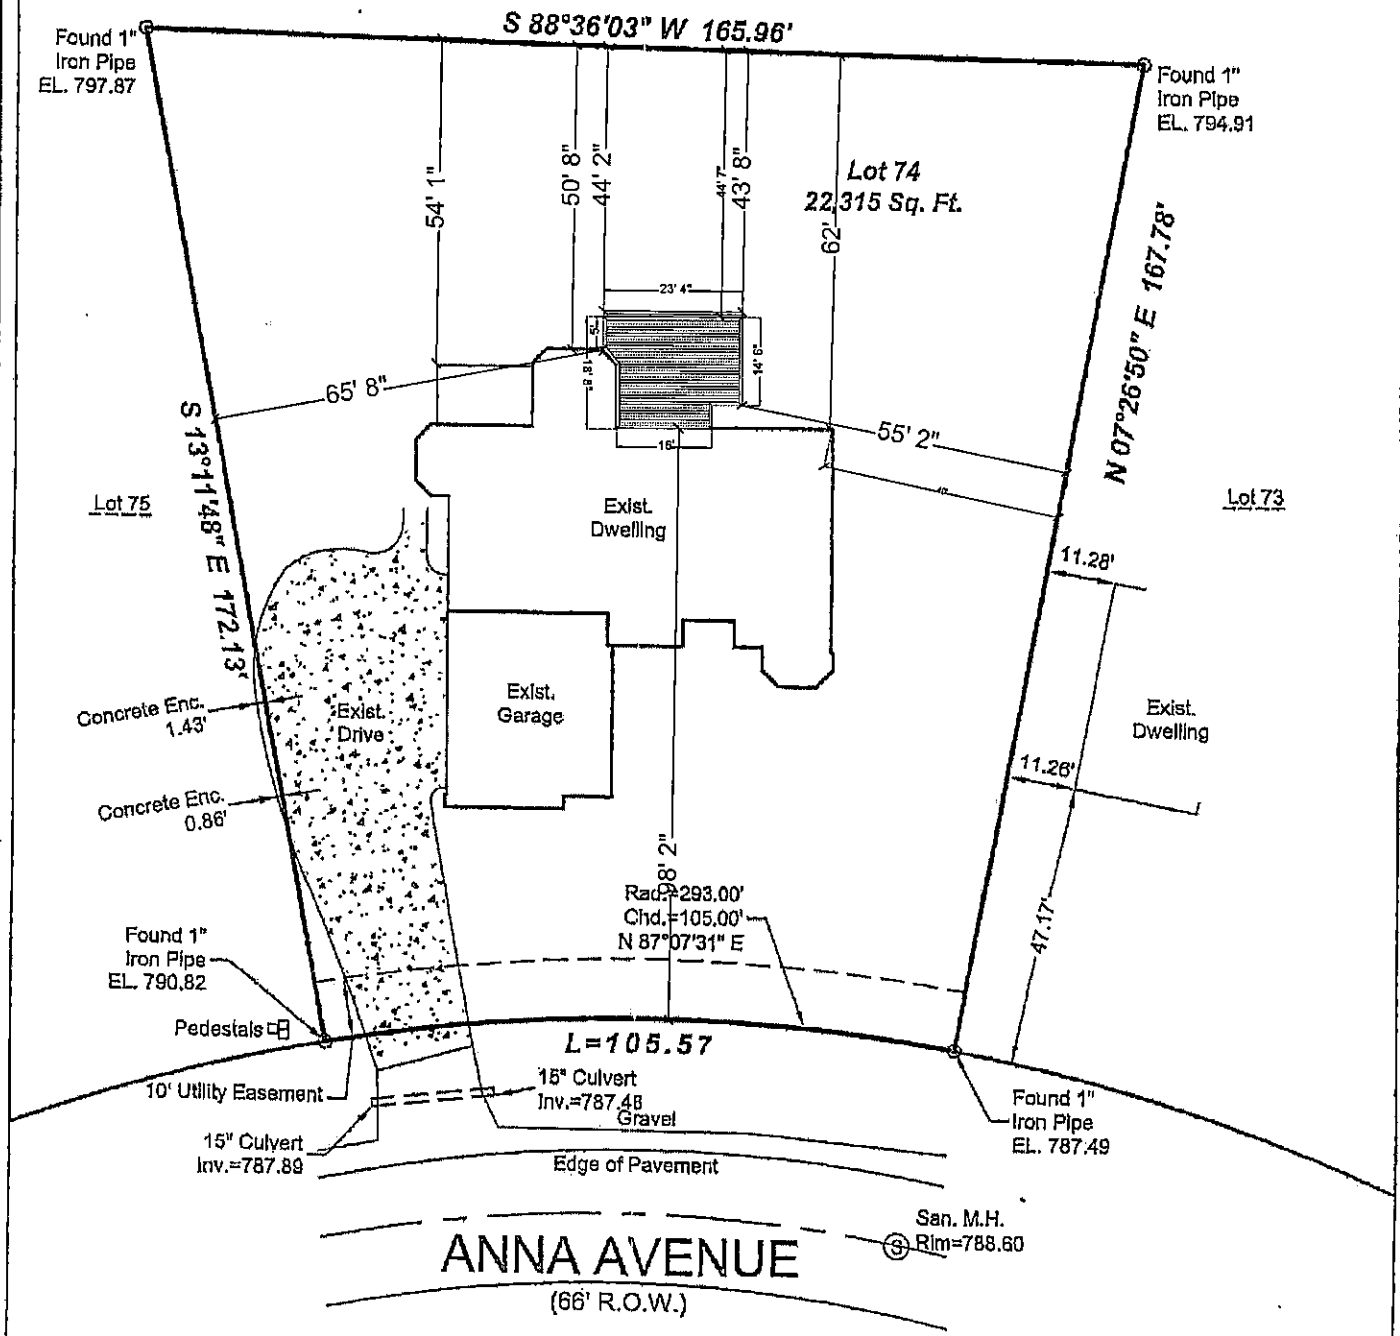 S 88°36'03" W 165.96'
Found 1"
Iron Pipe
EL. 797.87
Found 1"
Iron Pipe
EL. 794.91
54' 1"
50' 8"
44' 2"
44' 7"
43' 8"
62'
Lot 74
22,315 Sq. Ft.
N 07°26'50" E 167.78'
23' 4"
5'
18' 8"
14' 6"
16'
65' 8"
55' 2"
S 13°11'48" E 172.13'
Lot 75
Lot 73
Exist.
Dwelling
11.28'
Concrete Enc.
1.43'
Exist.
Drive
Exist.
Garage
Exist.
Dwelling
11.26'
Concrete Enc.
0.86'
98' 2"
Rad.=293.00'
Chd.=105.00'
N 87°07'31" E
47.17'
Found 1"
Iron Pipe
EL. 790.82
Pedestals
L=105.57
10' Utility Easement
15" Culvert
Inv.=787.48
Gravel
Found 1"
Iron Pipe
EL. 787.49
15" Culvert
Inv.=787.89
Edge of Pavement
San. M.H.
Rim=788.60
S
ANNA AVENUE
(66' R.O.W.)